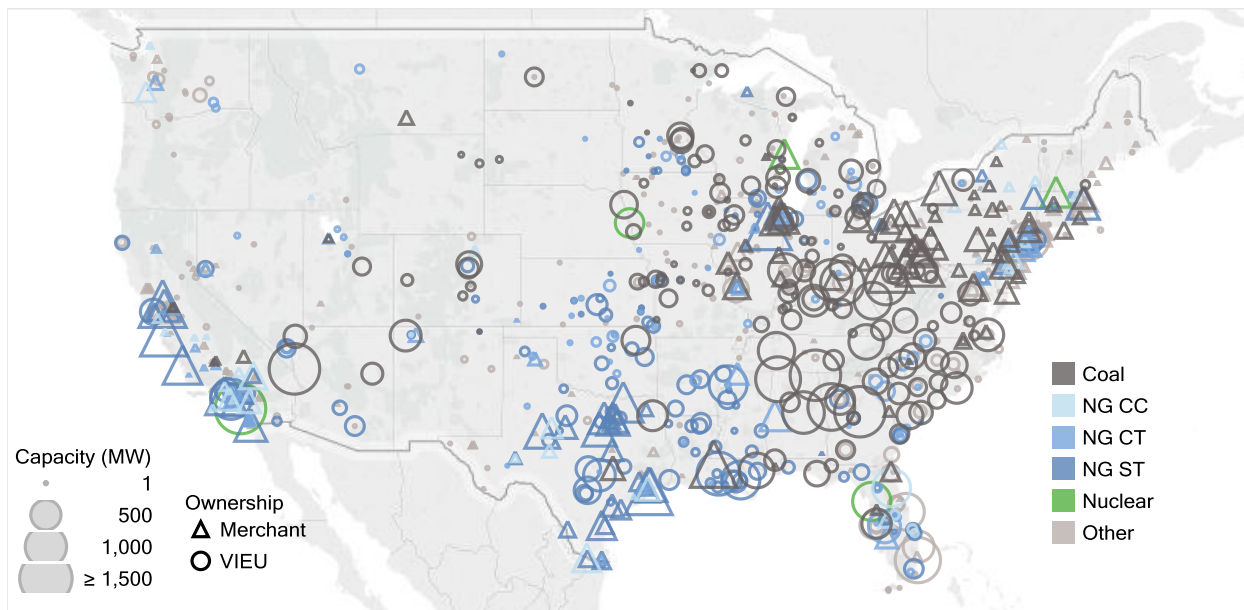 Capacity (MW)
1
500
1,000
≥ 1,500
Ownership
Merchant
VIEU
Coal
NG CC
NG CT
NG ST
Nuclear
Other